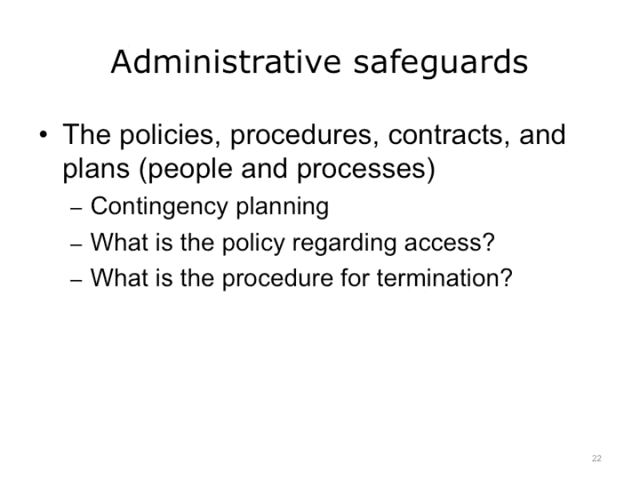 Administrative safeguards
• The policies, procedures, contracts, and
plans (people and processes)
– Contingency planning
– What is the policy regarding access?
– What is the procedure for termination?
22